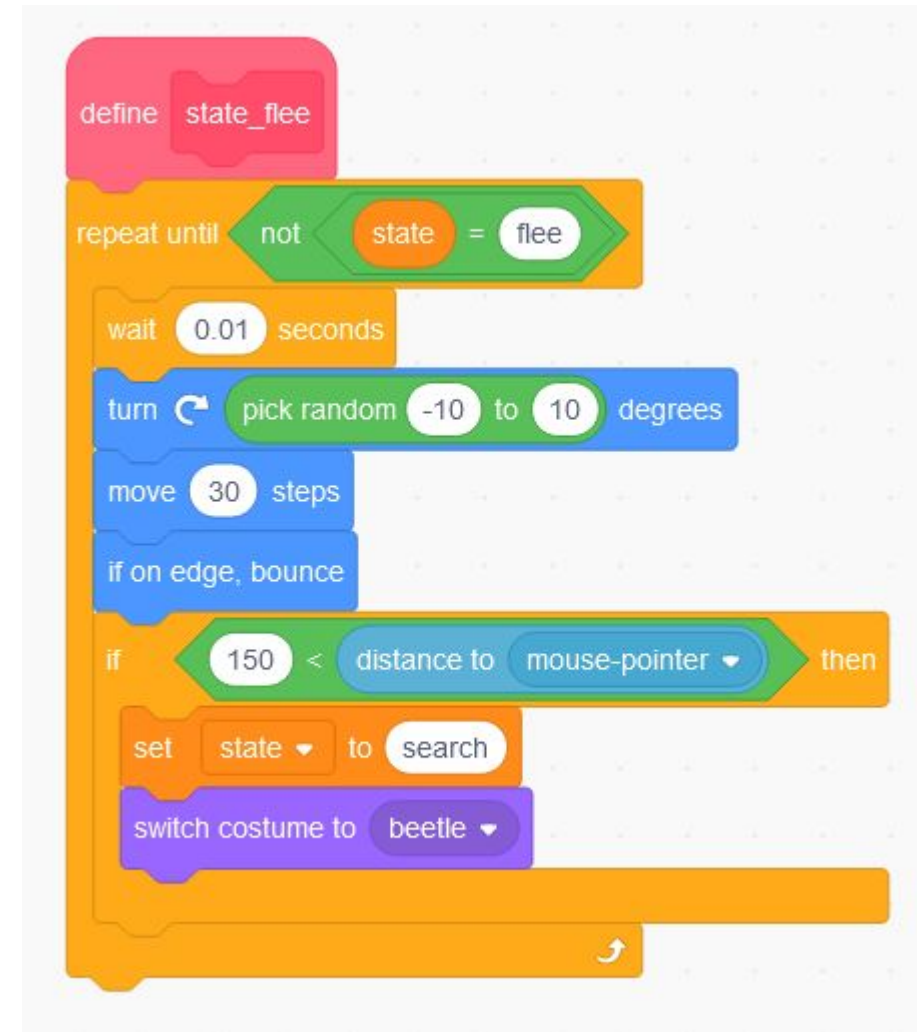 define state_flee
repeat until not state = flee
wait 0.01 seconds
turn pick random -10 to 10 degrees
move 30 steps
if on edge, bounce
if 150 < distance to mouse-pointer then
set state to search
switch costume to beetle